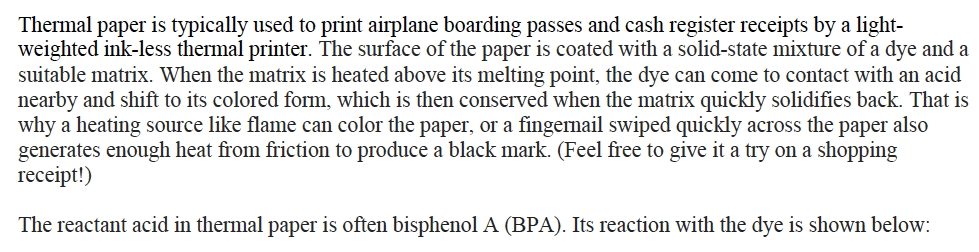 Thermal paper is typically used to print airplane boarding passes and cash register receipts by a light-
weighted ink-less thermal printer. The surface of the paper is coated with a solid-state mixture of a dye and a
suitable matrix. When the matrix is heated above its melting point, the dye can come to contact with an acid
nearby and shift to its colored form, which is then conserved when the matrix quickly solidifies back. That is
why a heating source like flame can color the paper, or a fingernail swiped quickly across the paper also
generates enough heat from friction to produce a black mark. (Feel free to give it a try on a shopping
receipt!)
The reactant acid in thermal paper is often bisphenol A (BPA). Its reaction with the dye is shown below: